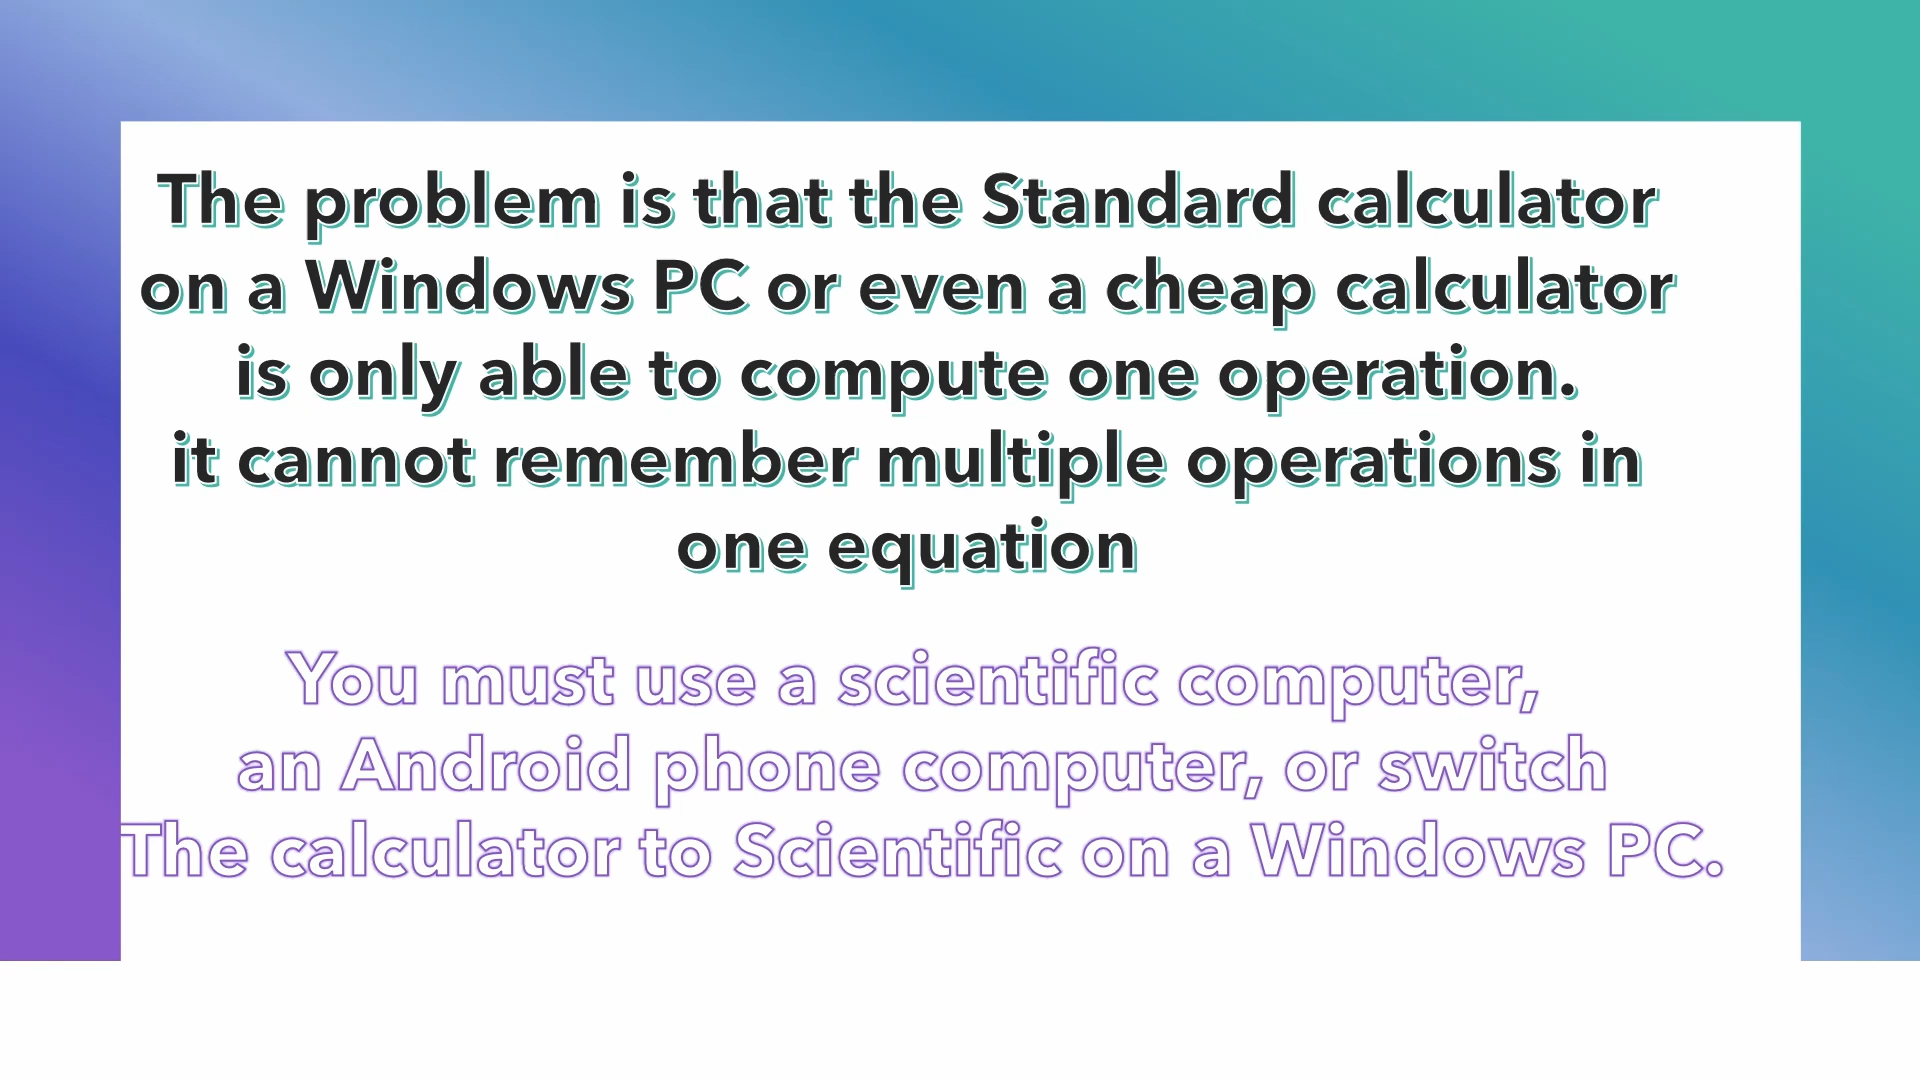 The problem is that the Standard calculator
on a Windows PC or even a cheap calculator
is only able to compute one operation.
it cannot remember multiple operations in
one equation
You must use a scientific computer,
an Android phone computer, or switch
The calculator to Scientific on a Windows PC.